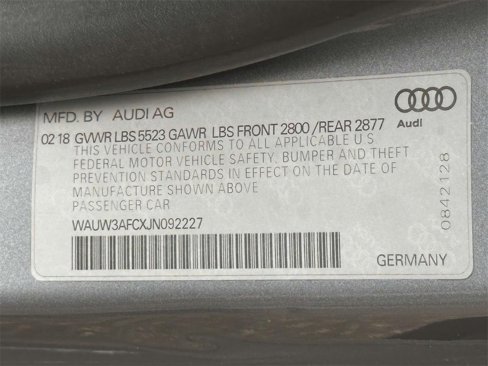 MFD. BY AUDI AG
02 18 GVWR LBS 5523 GAWR LBS FRONT 2800 / REAR 2877
THIS VEHICLE CONFORMS TO ALL APPLICABLE U S
FEDERAL MOTOR VEHICLE SAFETY, BUMPER AND THEFT
PREVENTION STANDARDS IN EFFECT ON THE DATE OF
MANUFACTURE SHOWN ABOVE
PASSENGER CAR
WAUW3AFCXJN092227
GERMANY
Audi
0842128